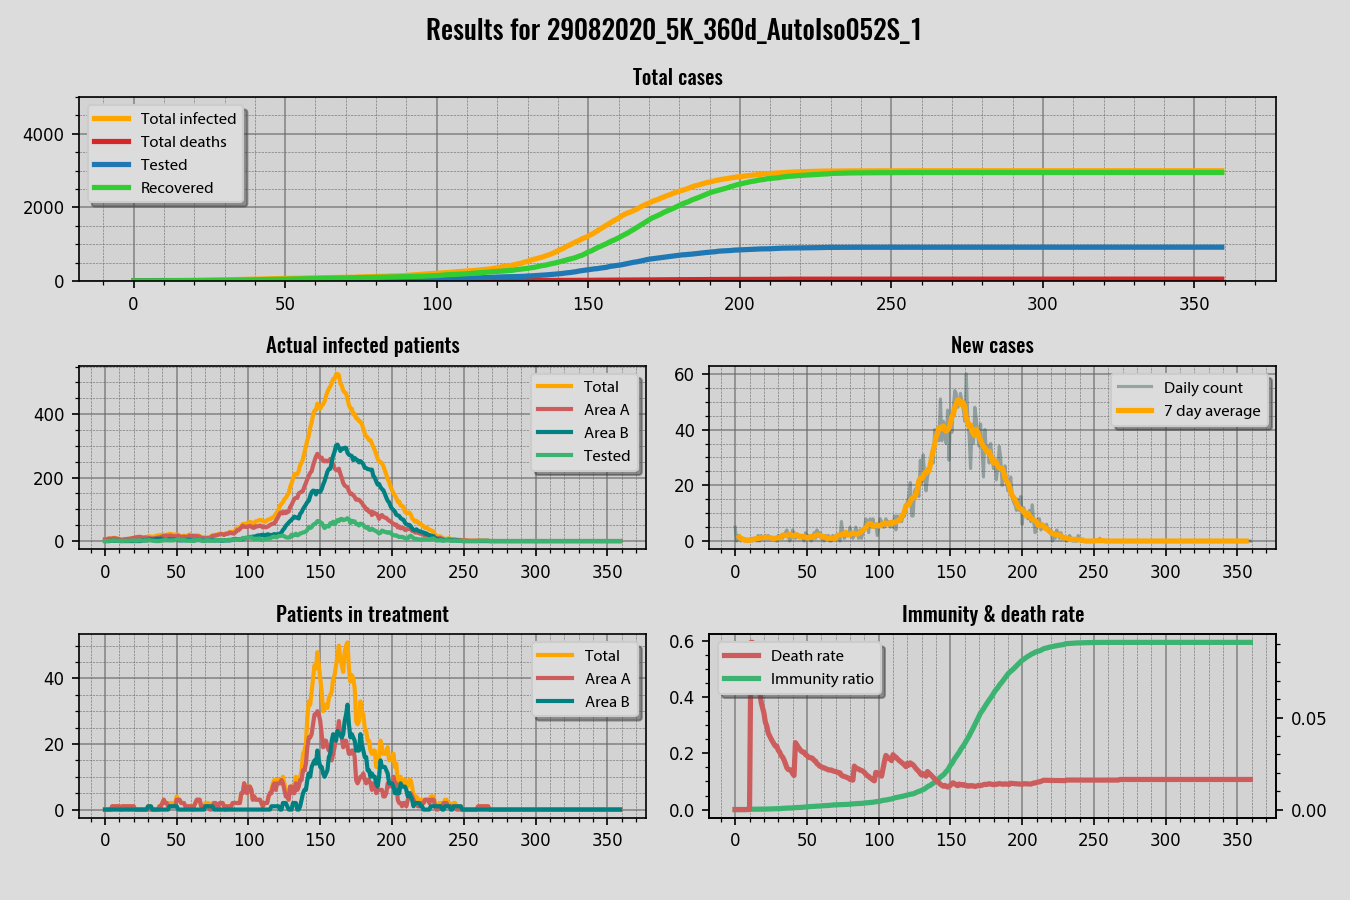 Results for 29082020_5K_360d_AutoIso052S_1
Total cases
Total infected
Total deaths
Tested
Recovered
4000
2000
0
0 50 100 150 200 250 300 350
Actual infected patients
Total
Area A
Area B
Tested
400
200
0
0 50 100 150 200 250 300 350
New cases
Daily count
7 day average
60
40
20
0
0 50 100 150 200 250 300 350
Patients in treatment
Total
Area A
Area B
40
20
0
0 50 100 150 200 250 300 350
Immunity & death rate
Death rate
Immunity ratio
0.6
0.4
0.2
0.0
0.05
0.00
0 50 100 150 200 250 300 350